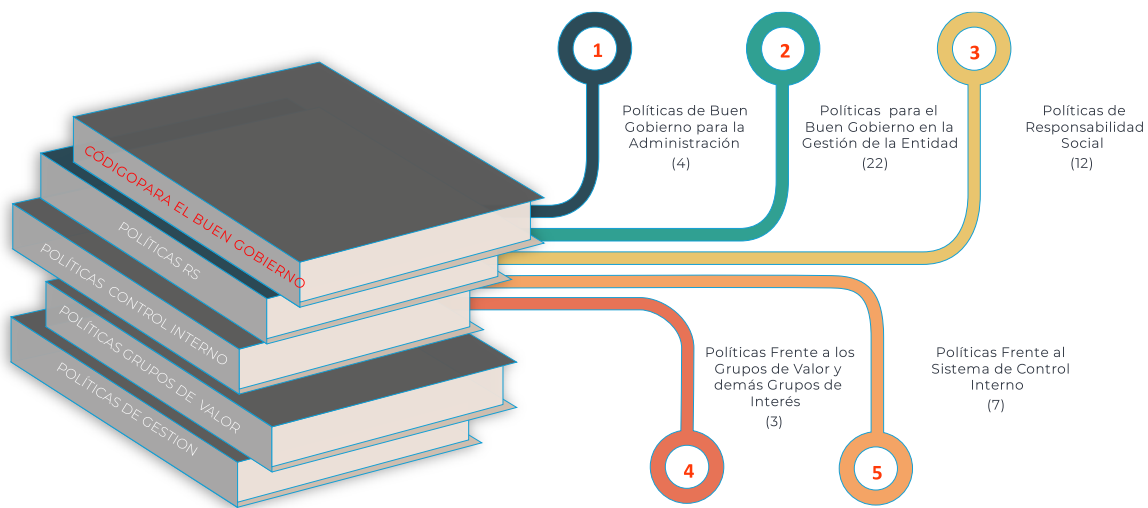 1
Políticas de Buen
Gobierno para la
Administración
(4)
2
Políticas para el
Buen Gobierno en la
Gestión de la Entidad
(22)
3
Políticas de
Responsabilidad
Social
(12)
CÓDIGOPARA EL BUEN GOBIERNO
POLÍTICAS RS
POLÍTICAS CONTROL INTERNO
POLÍTICAS GRUPOS DE VALOR
POLÍTICAS DE GESTION
Políticas Frente a los
Grupos de Valor y
demás Grupos de
Interés
(3)
4
Políticas Frente al
Sistema de Control
Interno
(7)
5